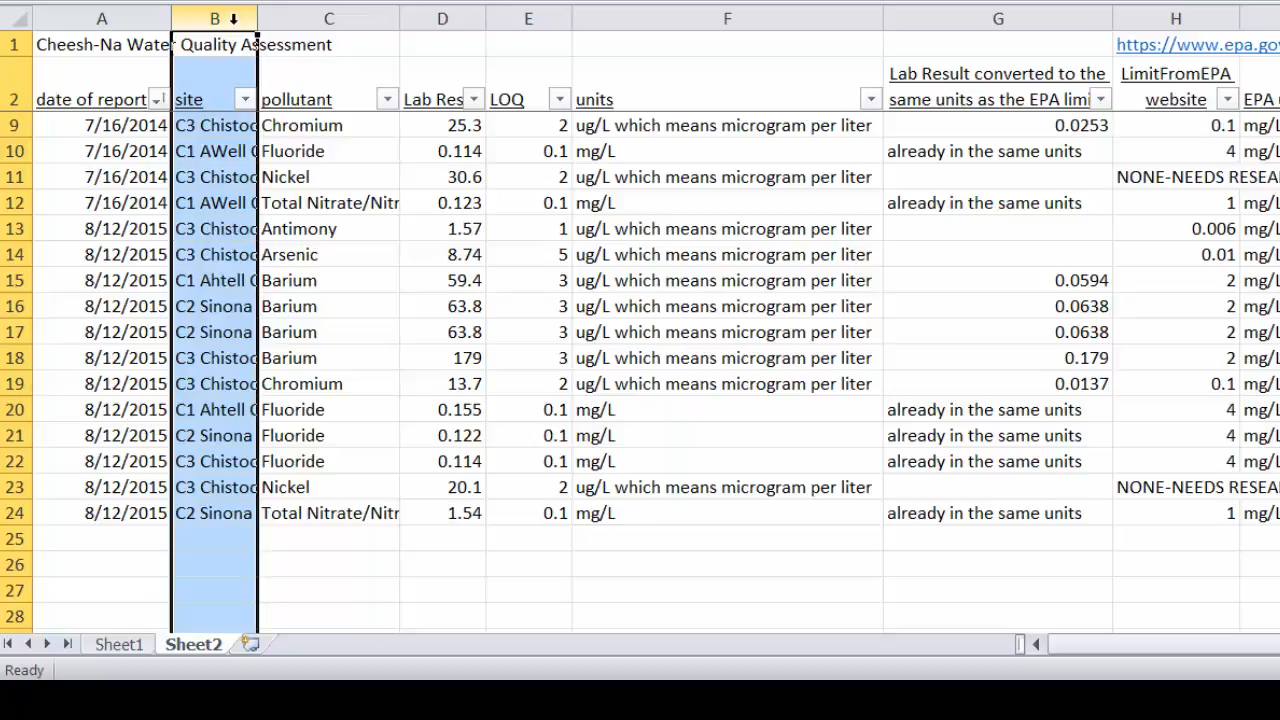 A B C D E F G H
1 Cheesh-Na Water Quality Assessment https://www.epa.gov
Lab Result converted to the LimitFromEPA
2 date of report site pollutant Lab Res LOQ units same units as the EPA limi website EPA
9 7/16/2014 C3 Chistoc Chromium 25.3 2 ug/L which means microgram per liter 0.0253 0.1 mg/L
10 7/16/2014 C1 AWell C Fluoride 0.114 0.1 mg/L already in the same units 4 mg/L
11 7/16/2014 C3 Chistoc Nickel 30.6 2 ug/L which means microgram per liter NONE-NEEDS RESEA
12 7/16/2014 C1 AWell C Total Nitrate/Nitr 0.123 0.1 mg/L already in the same units 1 mg/L
13 8/12/2015 C3 Chistoc Antimony 1.57 1 ug/L which means microgram per liter 0.006 mg/L
14 8/12/2015 C3 Chistoc Arsenic 8.74 5 ug/L which means microgram per liter 0.01 mg/L
15 8/12/2015 C1 Ahtell C Barium 59.4 3 ug/L which means microgram per liter 0.0594 2 mg/L
16 8/12/2015 C2 Sinona Barium 63.8 3 ug/L which means microgram per liter 0.0638 2 mg/L
17 8/12/2015 C2 Sinona Barium 63.8 3 ug/L which means microgram per liter 0.0638 2 mg/L
18 8/12/2015 C3 Chistoc Barium 179 3 ug/L which means microgram per liter 0.179 2 mg/L
19 8/12/2015 C3 Chistoc Chromium 13.7 2 ug/L which means microgram per liter 0.0137 0.1 mg/L
20 8/12/2015 C1 Ahtell C Fluoride 0.155 0.1 mg/L already in the same units 4 mg/L
21 8/12/2015 C2 Sinona Fluoride 0.122 0.1 mg/L already in the same units 4 mg/L
22 8/12/2015 C3 Chistoc Fluoride 0.114 0.1 mg/L already in the same units 4 mg/L
23 8/12/2015 C3 Chistoc Nickel 20.1 2 ug/L which means microgram per liter NONE-NEEDS RESEA
24 8/12/2015 C2 Sinona Total Nitrate/Nitr 1.54 0.1 mg/L already in the same units 1 mg/L
25
26
27
28
Sheet1 Sheet2
Ready